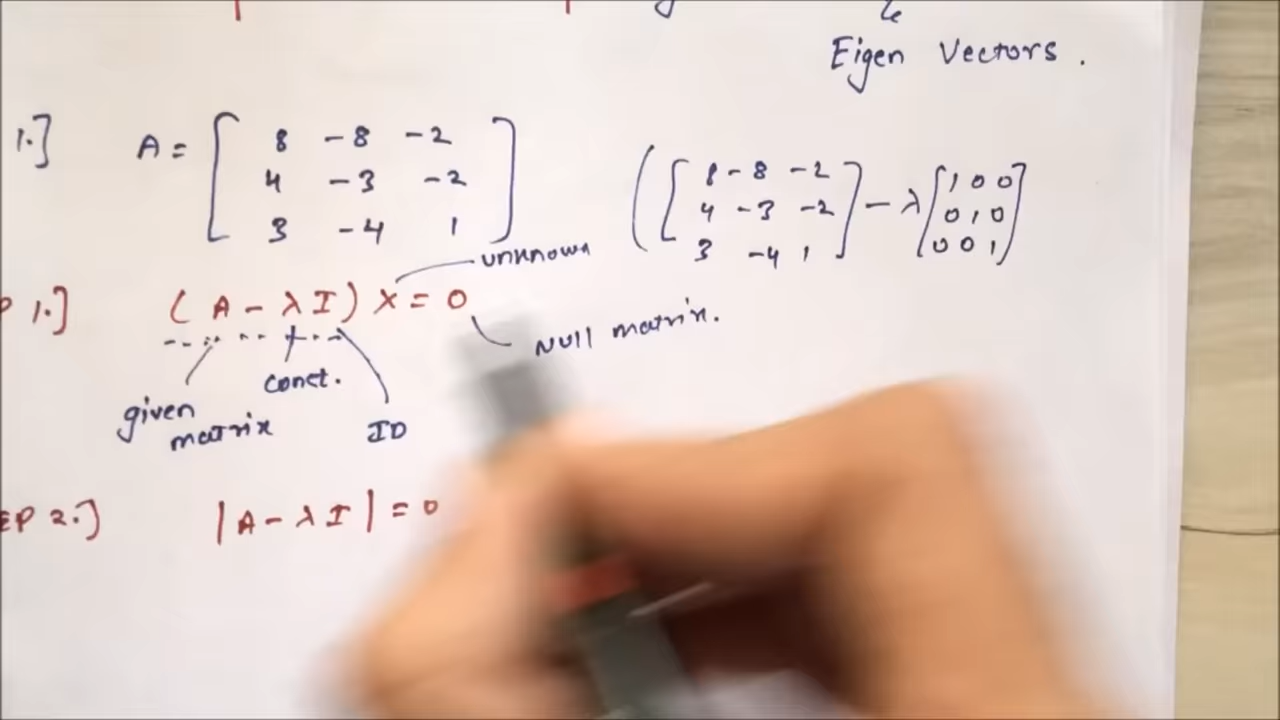 Eigen Vectors.
1.] A = [ 8 -8 -2
4 -3 -2
3 -4 1 ]
( [ 8 -8 -2
4 -3 -2
3 -4 1 ] - λ [ 1 0 0
0 1 0
0 0 1 ]
unknown
P 1.] (A - λI) X = 0
Null matrix.
const.
given
matrix
ID
EP 2.] |A - λI| = 0